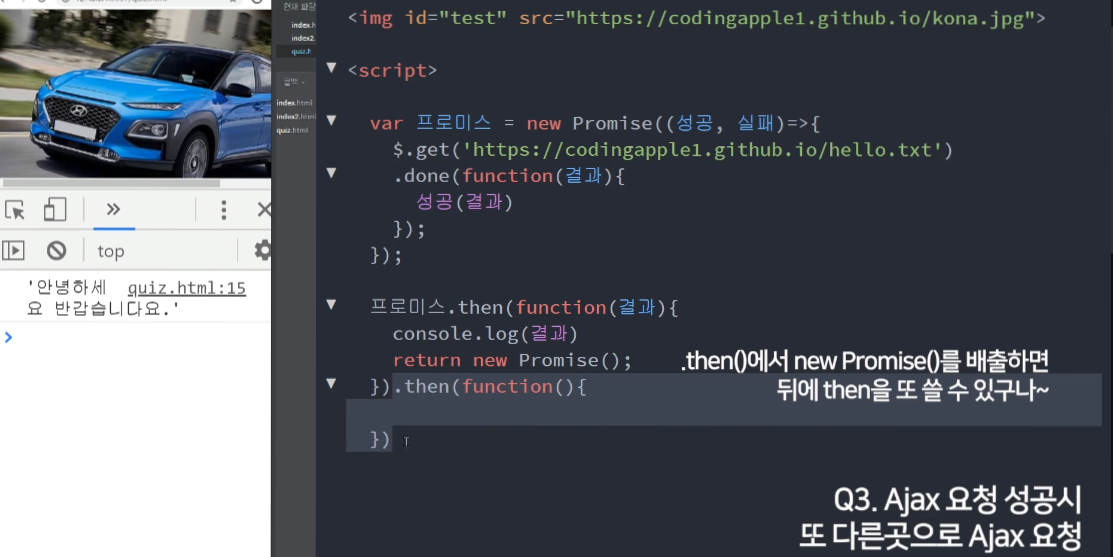 현재 파일
index.h
index2.
quiz.h
index.html
index2.html
quiz.html
top
'안녕하세 quiz.html:15
요 반갑습니다요.'
<img id="test" src="https://codingapple1.github.io/kona.jpg">
<script>
var 프로미스 = new Promise((성공, 실패)=>{
$.get('https://codingapple1.github.io/hello.txt')
.done(function(결과){
성공(결과)
});
});
프로미스.then(function(결과){
console.log(결과)
return new Promise();
}).then(function(){
})
.then()에서 new Promise()를 배출하면
뒤에 then을 또 쓸 수 있구나~
Q3. Ajax 요청 성공시
또 다른곳으로 Ajax 요청